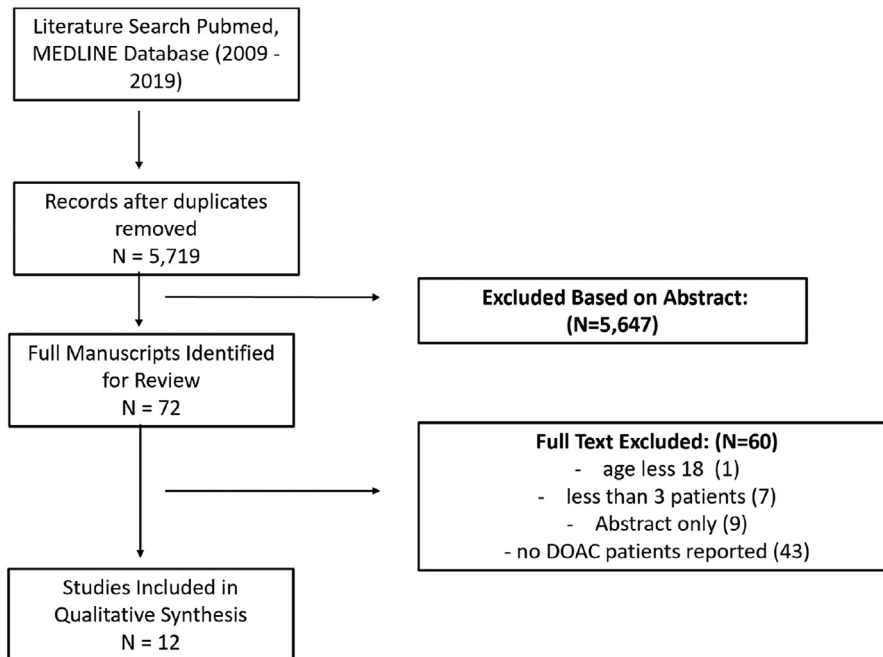 Literature Search Pubmed,
MEDLINE Database (2009 -
2019)
Records after duplicates
removed
N = 5,719
Excluded Based on Abstract:
(N=5,647)
Full Manuscripts Identified
for Review
N = 72
Full Text Excluded: (N=60)
- age less 18 (1)
- less than 3 patients (7)
- Abstract only (9)
- no DOAC patients reported (43)
Studies Included in
Qualitative Synthesis
N = 12